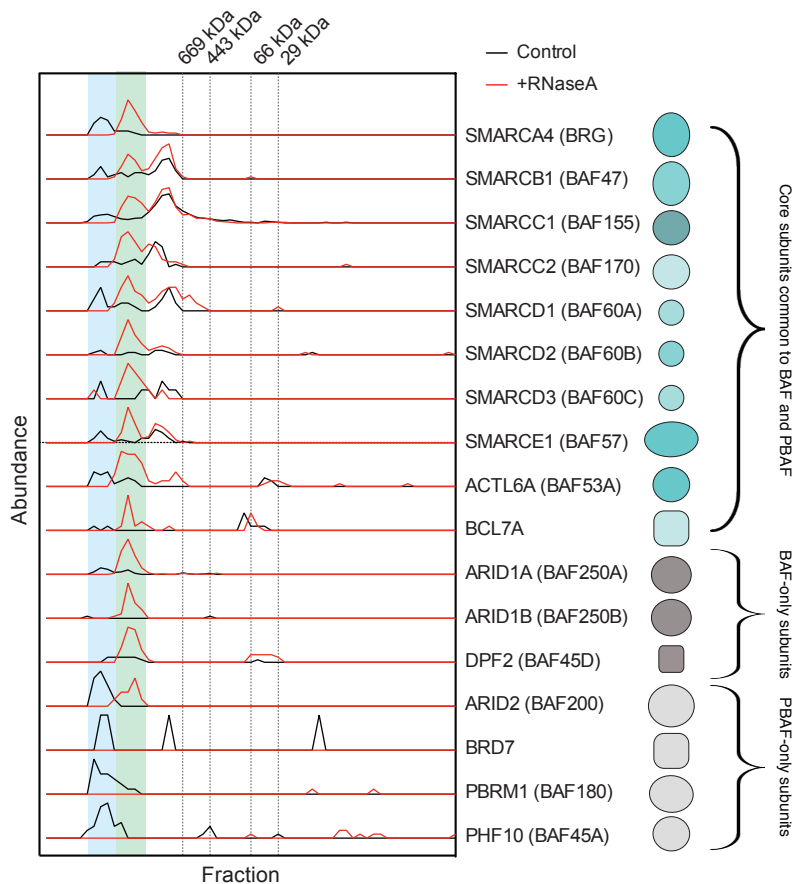 669 kDa
443 kDa
66 kDa
29 kDa
Control
+RNaseA
SMARCA4 (BRG)
SMARCB1 (BAF47)
SMARCC1 (BAF155)
SMARCC2 (BAF170)
SMARCD1 (BAF60A)
SMARCD2 (BAF60B)
SMARCD3 (BAF60C)
SMARCE1 (BAF57)
ACTL6A (BAF53A)
BCL7A
ARID1A (BAF250A)
ARID1B (BAF250B)
DPF2 (BAF45D)
ARID2 (BAF200)
BRD7
PBRM1 (BAF180)
PHF10 (BAF45A)
Core subunits common to BAF and PBAF
BAF-only subunits
PBAF-only subunits
Abundance
Fraction